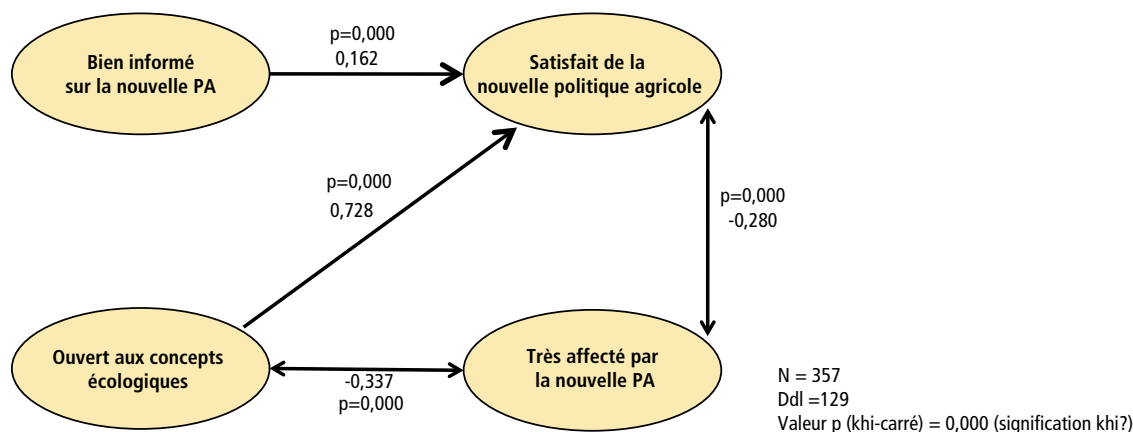 Bien informé
sur la nouvelle PA
p=0,000
0,162
Satisfait de la
nouvelle politique agricole
p=0,000
0,728
p=0,000
-0,280
Ouvert aux concepts
écologiques
-0,337
p=0,000
Très affecté par
la nouvelle PA
N = 357
Ddl =129
Valeur p (khi-carré) = 0,000 (signification khi?)